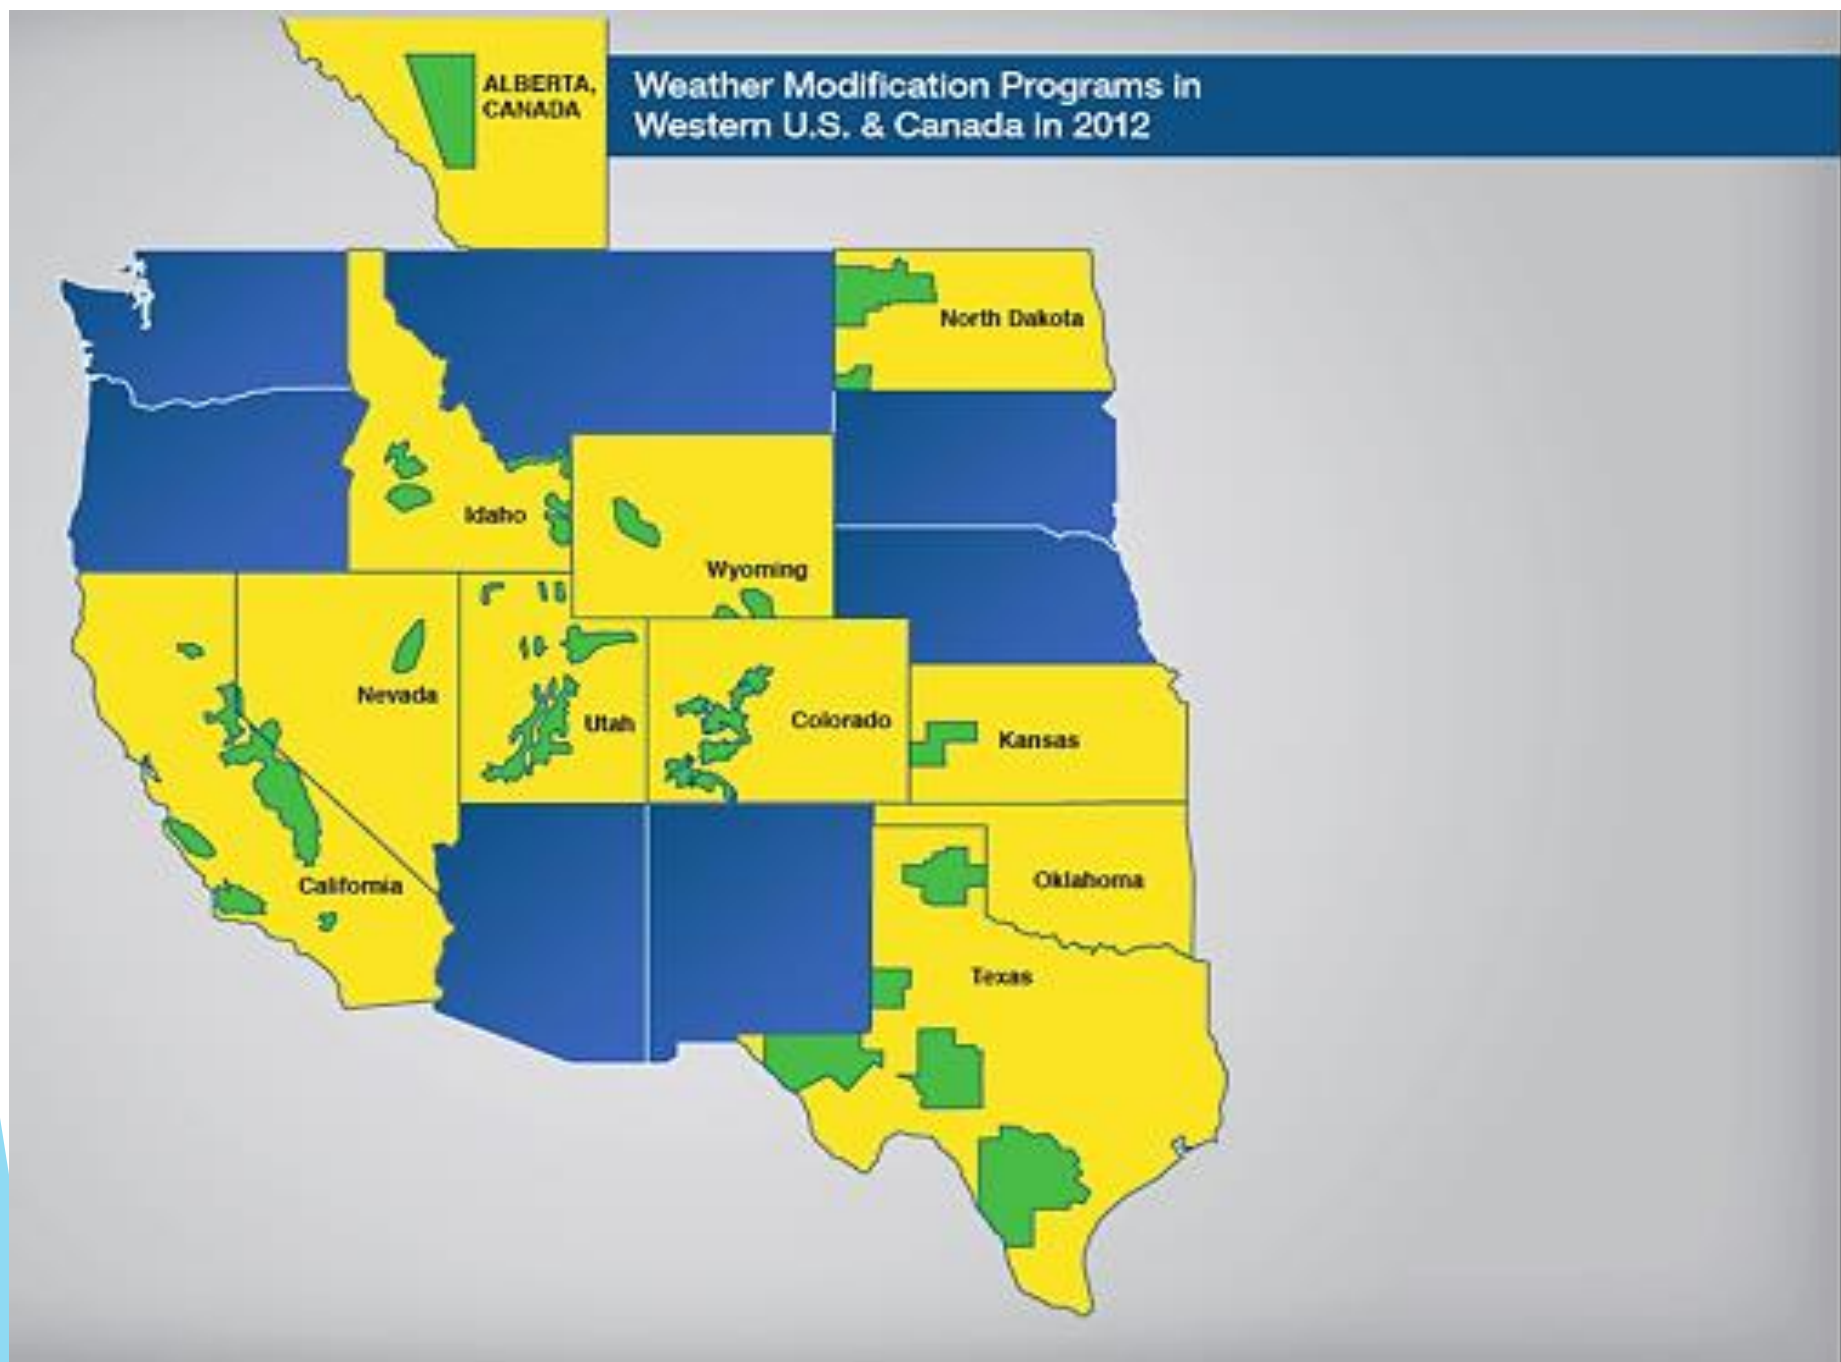 ALBERTA,
CANADA
Weather Modification Programs in
Western U.S. & Canada in 2012
North Dakota
Idaho
Wyoming
Nevada
Utah
Colorado
Kansas
California
Oklahoma
Texas